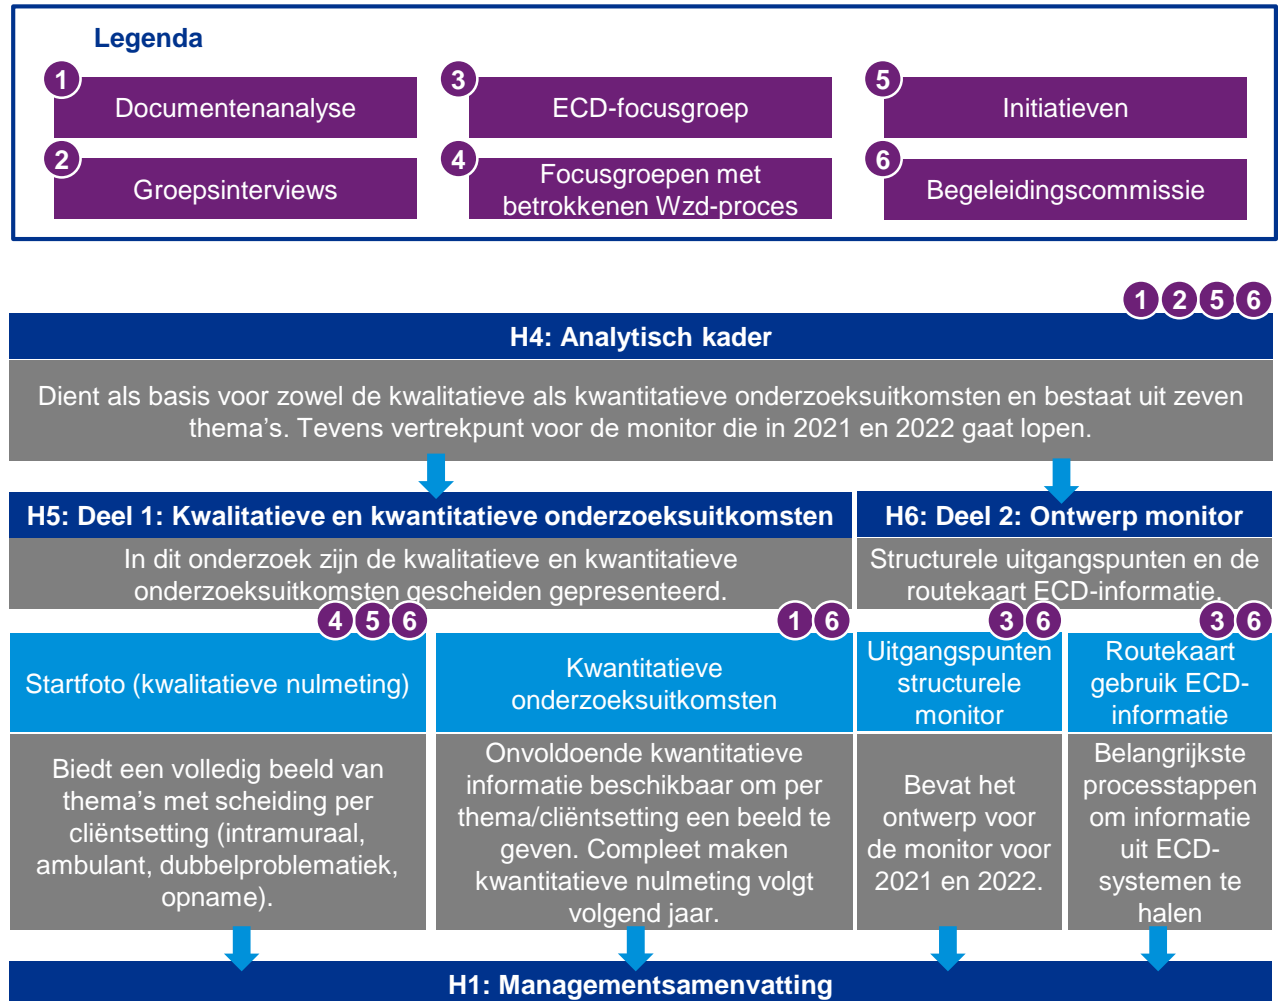 Legenda
1
Documentenanalyse
3
ECD-focusgroep
5
Initiatieven
2
Groepsinterviews
4
Focusgroepen met
betrokkenen Wzd-proces
6
Begeleidingscommissie
1 2 5 6
H4: Analytisch kader
Dient als basis voor zowel de kwalitatieve als kwantitatieve onderzoeksuitkomsten en bestaat uit zeven
thema's. Tevens vertrekpunt voor de monitor die in 2021 en 2022 gaat lopen.
H5: Deel 1: Kwalitatieve en kwantitatieve onderzoeksuitkomsten
In dit onderzoek zijn de kwalitatieve en kwantitatieve
onderzoeksuitkomsten gescheiden gepresenteerd.
H6: Deel 2: Ontwerp monitor
Structurele uitgangspunten en de
routekaart ECD-informatie.
4 5 6
Startfoto (kwalitatieve nulmeting)
Biedt een volledig beeld van
thema's met scheiding per
cliëntsetting (intramuraal,
ambulant, dubbelproblematiek,
opname).
1 6
Kwantitatieve
onderzoeksuitkomsten
Onvoldoende kwantitatieve
informatie beschikbaar om per
thema/cliëntsetting een beeld te
geven. Compleet maken
kwantitatieve nulmeting volgt
volgend jaar.
3 6
Uitgangspunten
structurele
monitor
Bevat het
ontwerp voor
de monitor voor
2021 en 2022.
3 6
Routekaart
gebruik ECD-
informatie
Belangrijkste
processtappen
om informatie
uit ECD-
systemen te
halen
H1: Managementsamenvatting